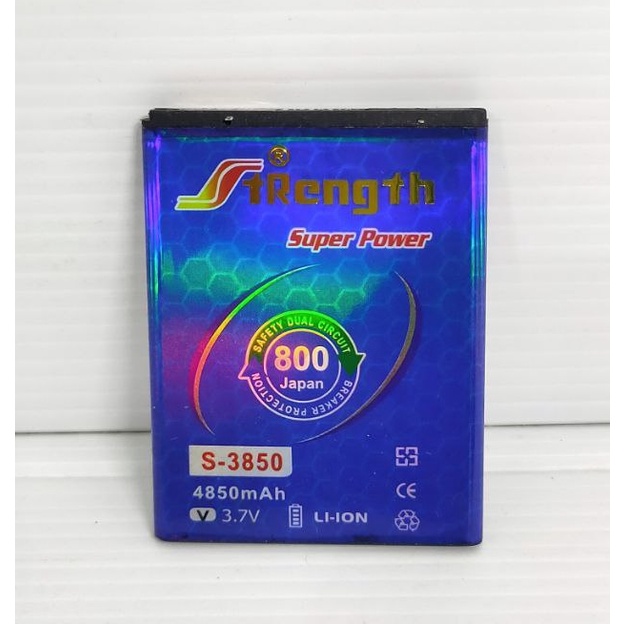 ®
StRength
Super Power
SAFETY DUAL CIRCUIT
800
Japan
BREAKER PROTECTION
S-3850
4850mAh
V 3.7V LI-ION
CE